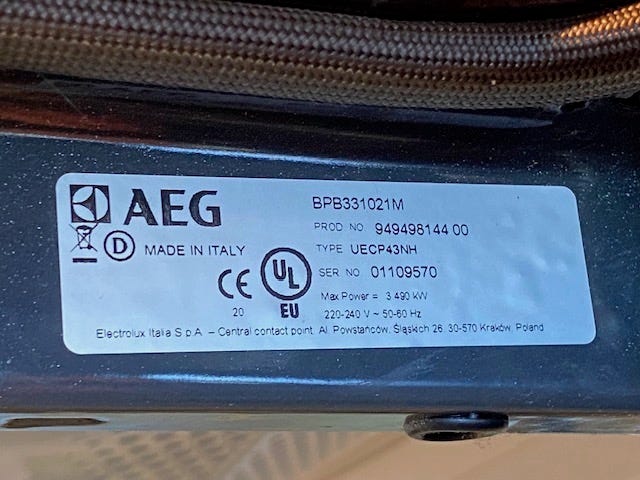 AEG
BPB331021M
PROD NO 949498144 00
D MADE IN ITALY
TYPE UECP43NH
SER NO 01109570
CE UL EU
20
Max Power = 3 490 kW
220-240 V ~ 50-60 Hz
Electrolux Italia S.p.A. – Central contact point. Al. Powstańców. Śląskich 26. 30-570 Kraków, Poland